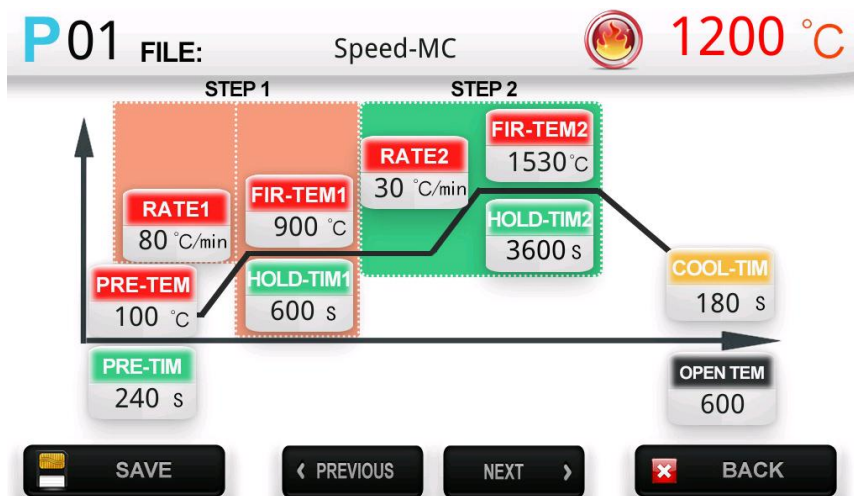 P01 FILE: Speed-MC 1200 °C
STEP 1 STEP 2
FIR-TEM2
1530°C
RATE2
30 °C/min
FIR-TEM1
900 °C
RATE1
80 °C/min
HOLD-TIM2
3600 s
PRE-TEM
100 °C
HOLD-TIM1
600 s
COOL-TIM
180 s
PRE-TIM
240 s
OPEN TEM
600
SAVE ‹ PREVIOUS NEXT › BACK